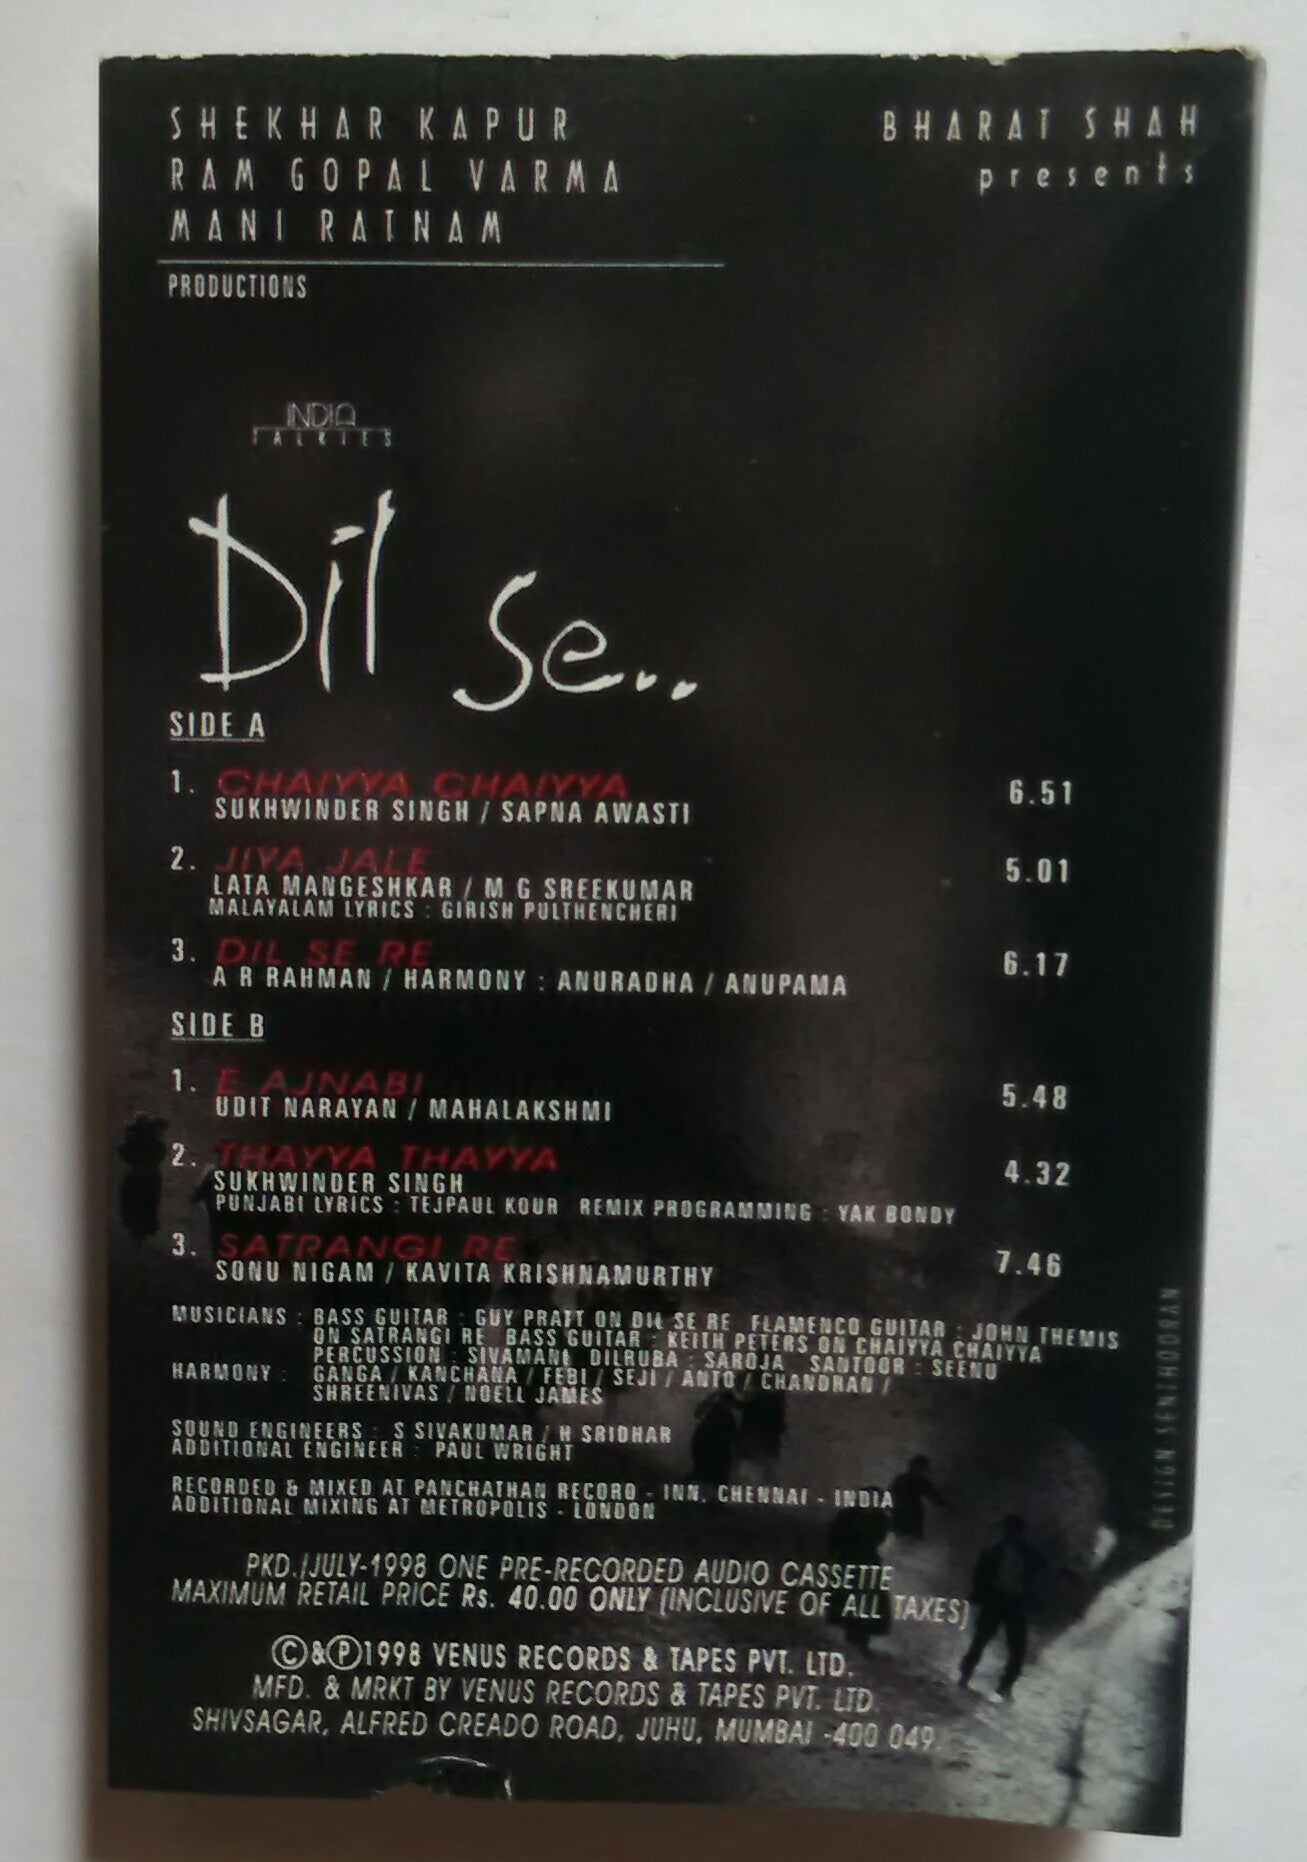 SHEKHAR KAPUR
RAM GOPAL VARMA
MANI RATNAM
PRODUCTIONS
BHARAT SHAH
presents
INDIA
TALKIES
Dil se..
SIDE A
1. CHAIYYA CHAIYYA 6.51
SUKHWINDER SINGH / SAPNA AWASTI
2. JIYA JALE 5.01
LATA MANGESHKAR / M G SREEKUMAR
MALAYALAM LYRICS : GIRISH PULTHENCHERI
3. DIL SE RE 6.17
A R RAHMAN / HARMONY : ANURADHA / ANUPAMA
SIDE B
1. E AJNABI 5.48
UDIT NARAYAN / MAHALAKSHMI
2. THAYYA THAYYA 4.32
SUKHWINDER SINGH
PUNJABI LYRICS : TEJPAUL KOUR REMIX PROGRAMMING : YAK BONDY
3. SATRANGI RE 7.46
SONU NIGAM / KAVITA KRISHNAMURTHY
MUSICIANS : BASS GUITAR : GUY PRATT ON DIL SE RE FLAMENCO GUITAR : JOHN THEMIS
ON SATRANGI RE BASS GUITAR : KEITH PETERS ON CHAIYYA CHAIYYA
PERCUSSION : SIVAMANI DILRUBA : SAROJA SANTOOR : SEENU
HARMONY : GANGA / KANCHANA / FEBI / SEJI / ANTO / CHANDRAN /
SHREENIVAS / NOELL JAMES
SOUND ENGINEERS : S SIVAKUMAR / H SRIDHAR
ADDITIONAL ENGINEER : PAUL WRIGHT
RECORDED & MIXED AT PANCHATHAN RECORD - INN, CHENNAI - INDIA
ADDITIONAL MIXING AT METROPOLIS - LONDON
DESIGN SENTHOORAN
PKD./JULY-1998 ONE PRE-RECORDED AUDIO CASSETTE
MAXIMUM RETAIL PRICE Rs. 40.00 ONLY (INCLUSIVE OF ALL TAXES)
©&℗1998 VENUS RECORDS & TAPES PVT. LTD.
MFD. & MRKT BY VENUS RECORDS & TAPES PVT. LTD.
SHIVSAGAR, ALFRED CREADO ROAD, JUHU, MUMBAI -400 049.